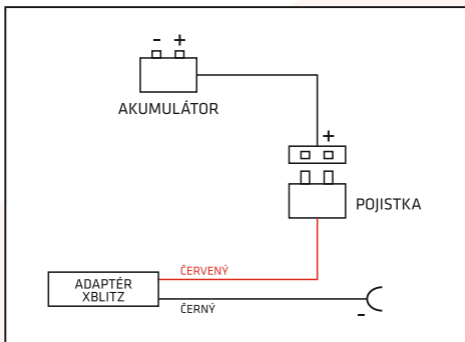 - +
AKUMULÁTOR
+
POJISTKA
ČERVENÝ
ADAPTÉR
XBLITZ
ČERNÝ
-